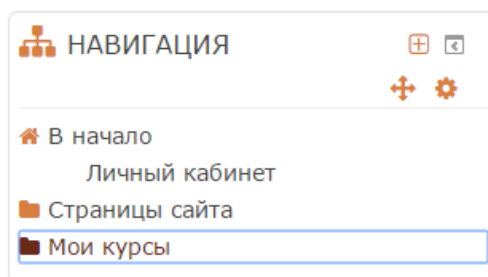 НАВИГАЦИЯ
В начало
Личный кабинет
Страницы сайта
Мои курсы